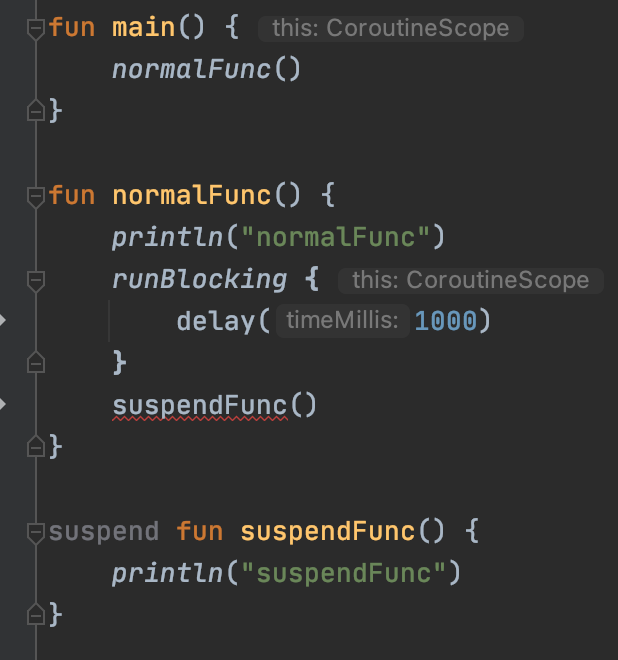 fun main() { this: CoroutineScope
normalFunc()
}
fun normalFunc() {
println("normalFunc")
runBlocking { this: CoroutineScope
delay( timeMillis: 1000)
}
suspendFunc()
}
suspend fun suspendFunc() {
println("suspendFunc")
}